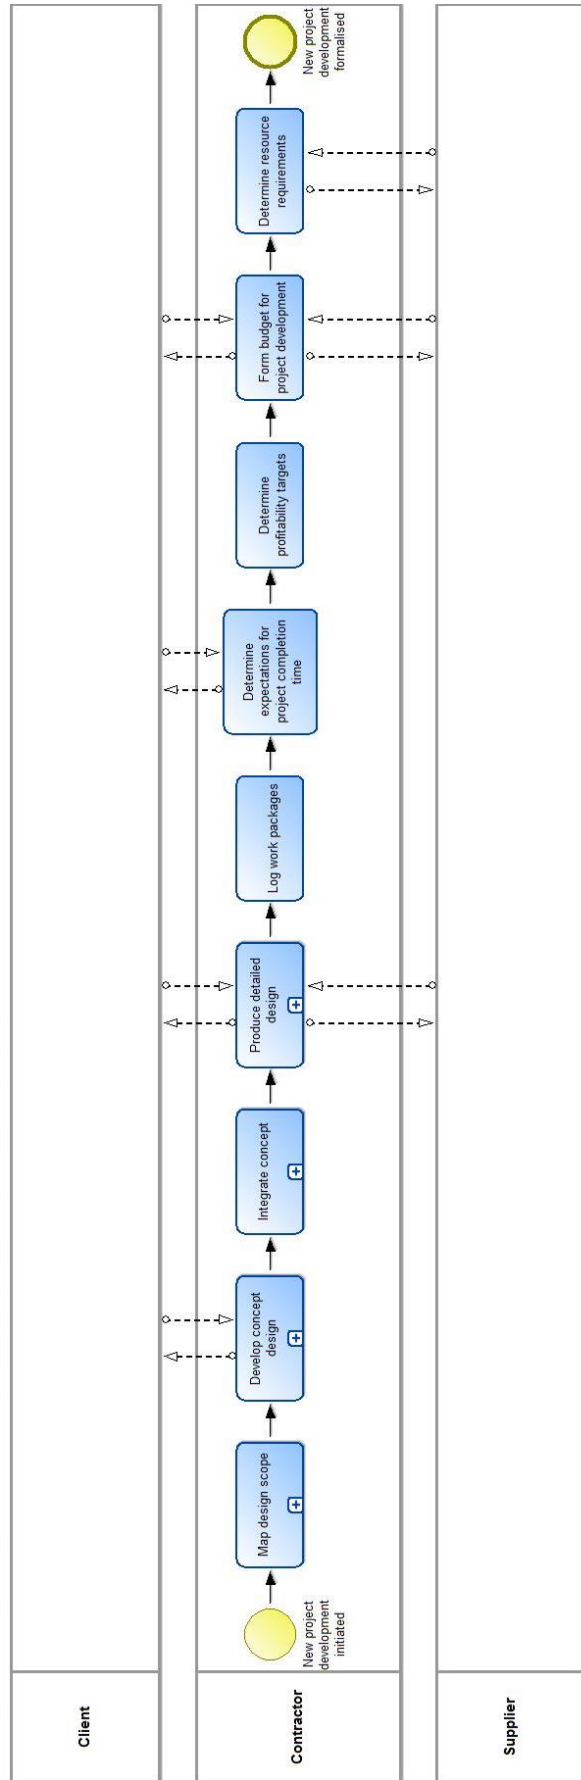 Client
Contractor
New project
development
initiated
Map design scope
Develop concept
design
Integrate concept
Produce detailed
design
Log work packages
Determine
expectations for
project completion
time
Determine
profitability targets
Form budget for
project development
Determine resource
requirements
New project
development
formalised
Supplier